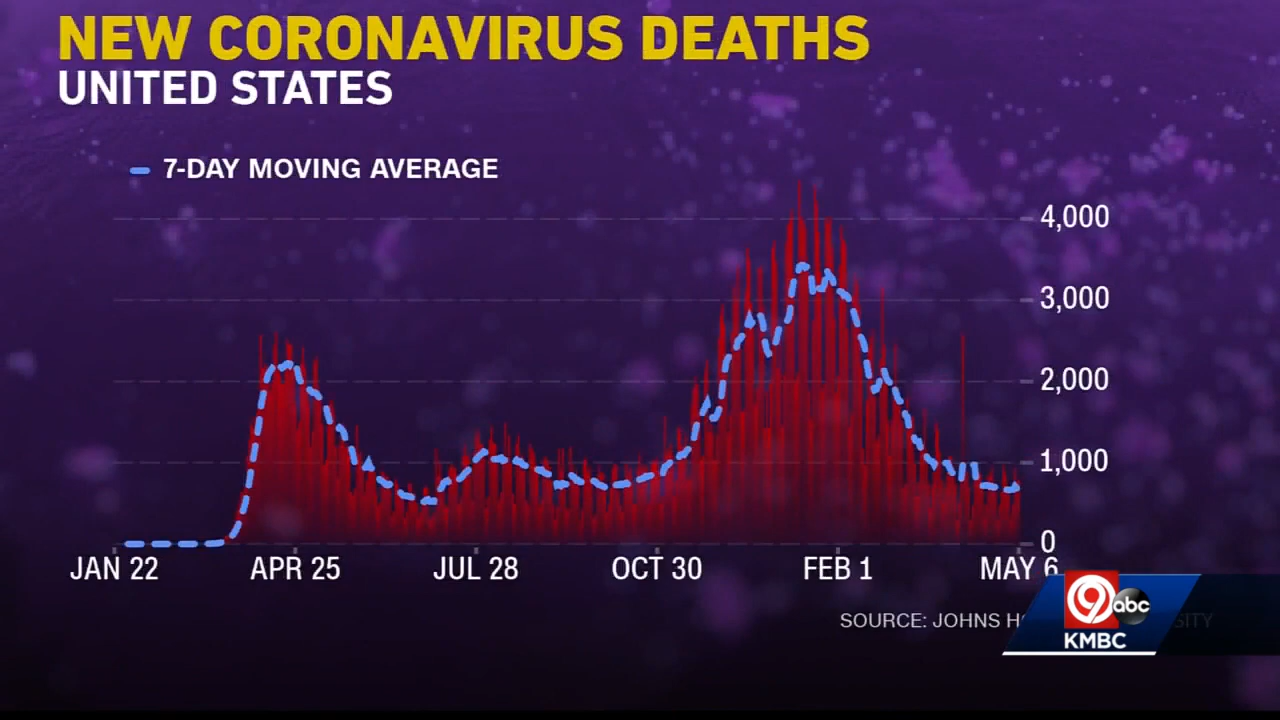 NEW CORONAVIRUS DEATHS
UNITED STATES
7-DAY MOVING AVERAGE
4,000
3,000
2,000
1,000
0
JAN 22 APR 25 JUL 28 OCT 30 FEB 1 MAY 6
SOURCE: JOHNS
9 abc
KMBC